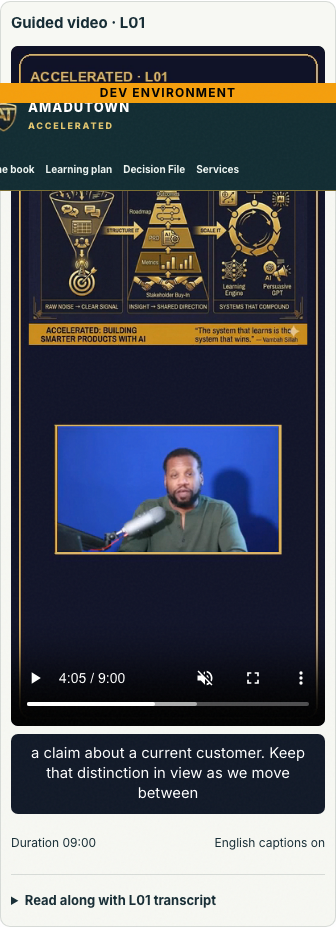 Guided video · L01
ACCELERATED · L01
DEV ENVIRONMENT
AMADUTOWN
ACCELERATED
e book Learning plan Decision File Services
Roadmap
STRUCTURE IT
SCALE IT
Metrics
Stakeholder Buy-In
Learning Engine
AI
Persuasive GPT
RAW NOISE → CLEAR SIGNAL
INSIGHT → SHARED DIRECTION
SYSTEMS THAT COMPOUND
ACCELERATED: BUILDING
SMARTER PRODUCTS WITH AI
"The system that learns is the
system that wins." — Vamboah Sillah
4:05 / 9:00
a claim about a current customer. Keep
that distinction in view as we move
between
Duration 09:00
English captions on
Read along with L01 transcript